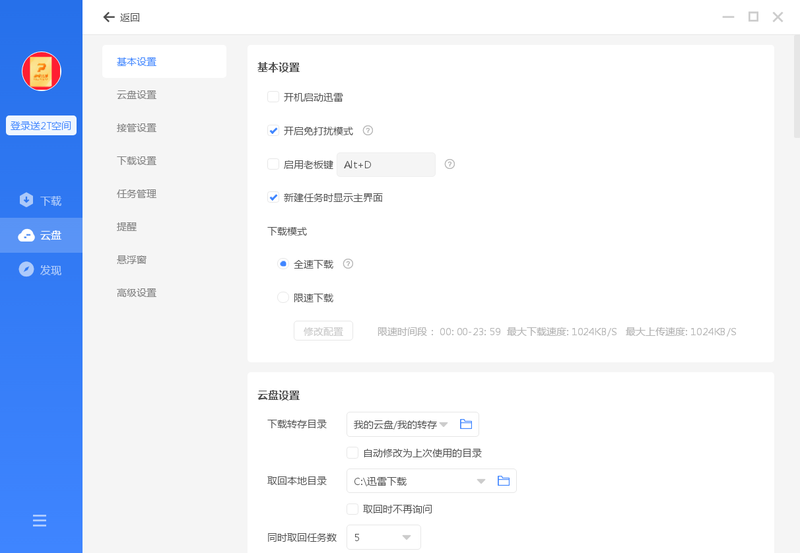 返回
登录送2T空间
下载
云盘
发现
基本设置
云盘设置
接管设置
下载设置
任务管理
提醒
悬浮窗
高级设置
基本设置
开机启动迅雷
开启免打扰模式
启用老板键 Alt+D
新建任务时显示主界面
下载模式
全速下载
限速下载
修改配置 限速时间段: 00: 00-23: 59 最大下载速度: 1024KB/S 最大上传速度: 1024KB/S
云盘设置
下载转存目录 我的云盘/我的转存
自动修改为上次使用的目录
取回本地目录 C:\迅雷下载
取回时不再询问
同时取回任务数 5